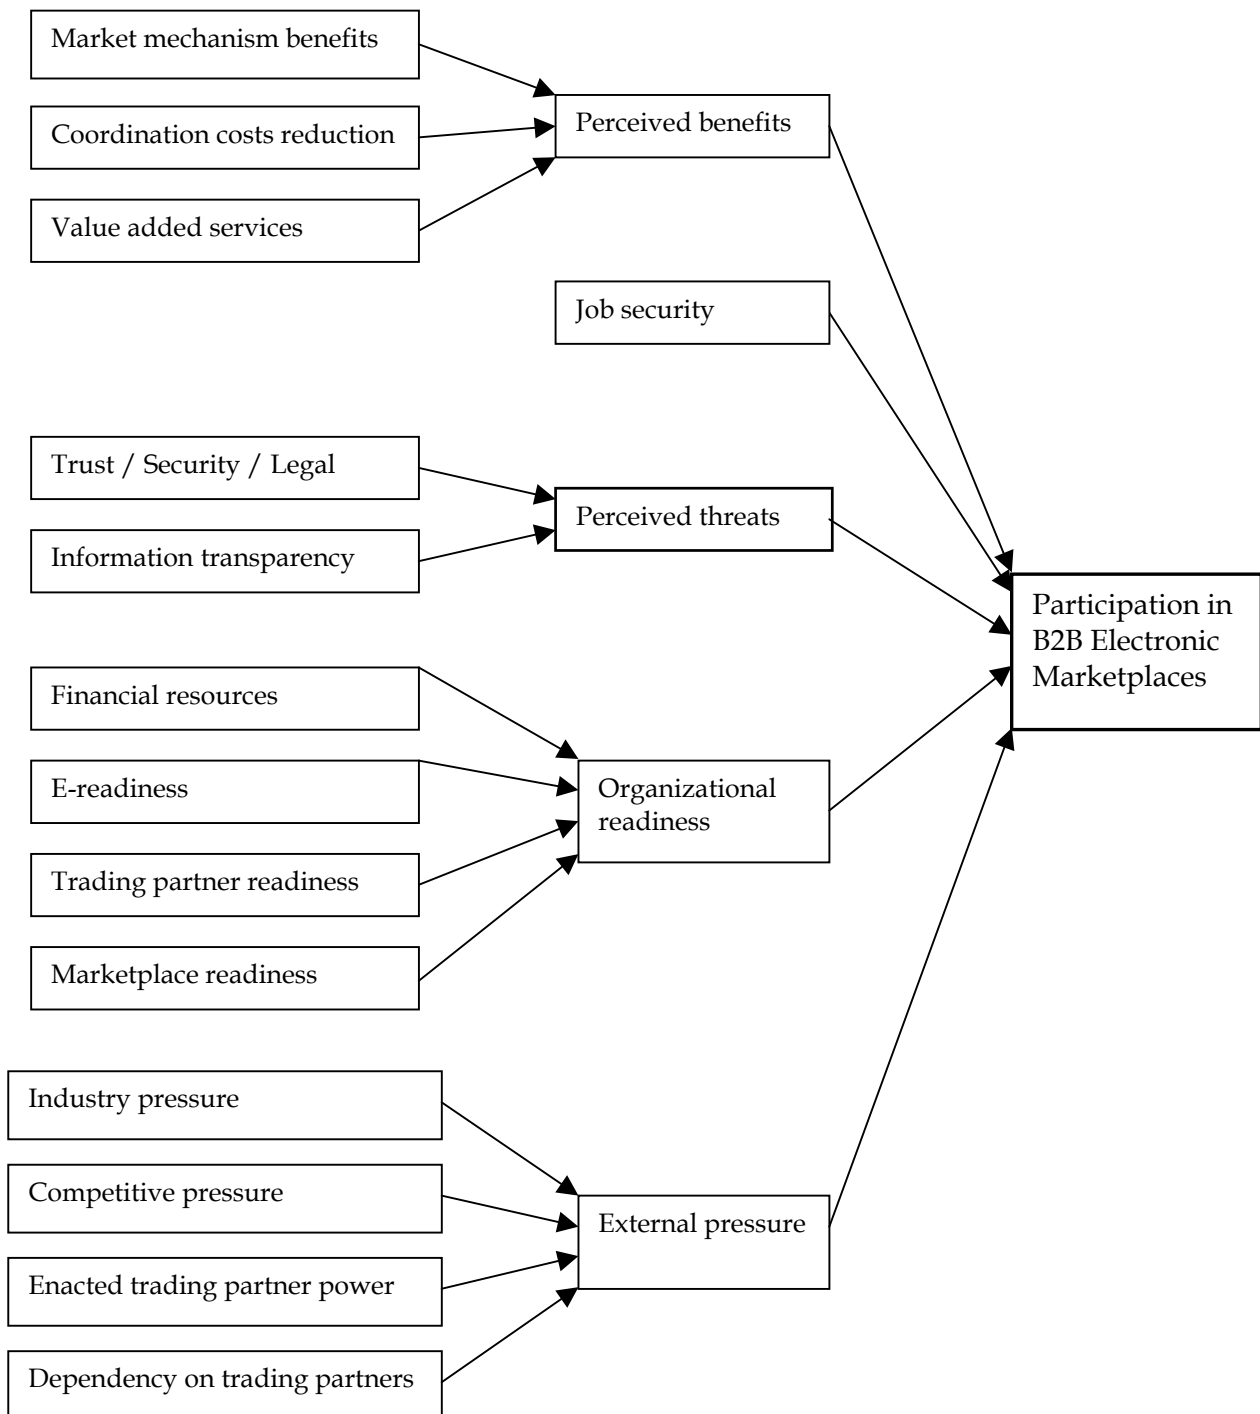 Market mechanism benefits
Coordination costs reduction
Value added services
Perceived benefits
Job security
Trust / Security / Legal
Information transparency
Perceived threats
Participation in
B2B Electronic
Marketplaces
Financial resources
E-readiness
Trading partner readiness
Marketplace readiness
Organizational
readiness
Industry pressure
Competitive pressure
Enacted trading partner power
Dependency on trading partners
External pressure